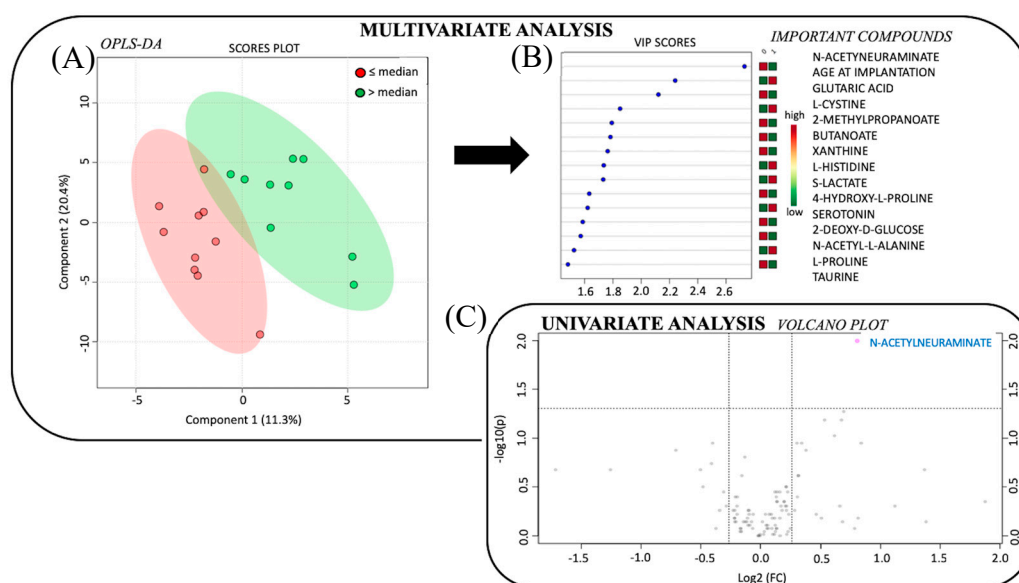 MULTIVARIATE ANALYSIS
(A)
OPLS-DA
SCORES PLOT
≤ median
> median
10
5
0
-5
-10
Component 2 (20.4%)
-5
0
5
Component 1 (11.3%)
(B)
VIP SCORES
IMPORTANT COMPOUNDS
0 1
N-ACETYNEURAMINATE
AGE AT IMPLANTATION
GLUTARIC ACID
L-CYSTINE
2-METHYLPROPANOATE
BUTANOATE
XANTHINE
L-HISTIDINE
S-LACTATE
4-HYDROXY-L-PROLINE
SEROTONIN
2-DEOXY-D-GLUCOSE
N-ACETYL-L-ALANINE
L-PROLINE
TAURINE
high
low
1.6 1.8 2.0 2.2 2.4 2.6
(C)
UNIVARIATE ANALYSIS VOLCANO PLOT
N-ACETYLNEURAMINATE
2.0
1.5
1.0
0.5
0.0
-log10(p)
2.0
1.5
1.0
0.5
0.0
-1.5 -1.0 -0.5 0.0 0.5 1.0 1.5 2.0
Log2 (FC)